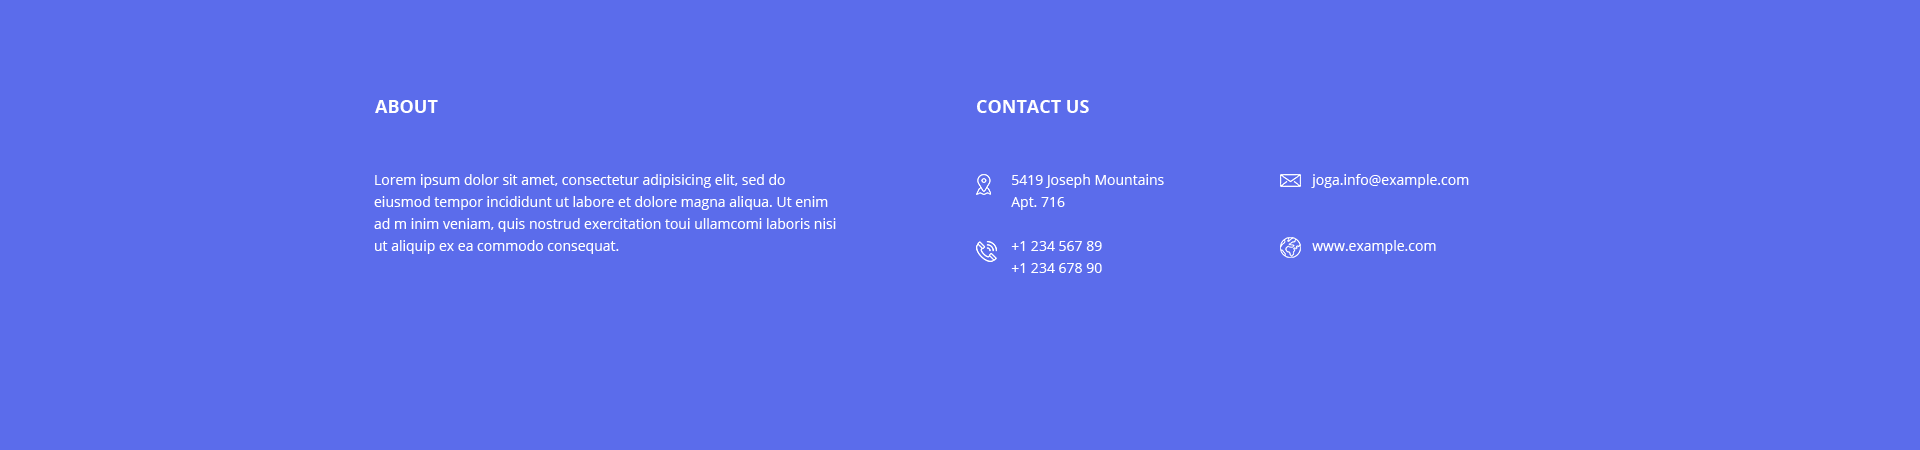 ABOUT
Lorem ipsum dolor sit amet, consectetur adipisicing elit, sed do
eiusmod tempor incididunt ut labore et dolore magna aliqua. Ut enim
ad m inim veniam, quis nostrud exercitation toui ullamcomi laboris nisi
ut aliquip ex ea commodo consequat.
CONTACT US
5419 Joseph Mountains
Apt. 716
+1 234 567 89
+1 234 678 90
joga.info@example.com
www.example.com